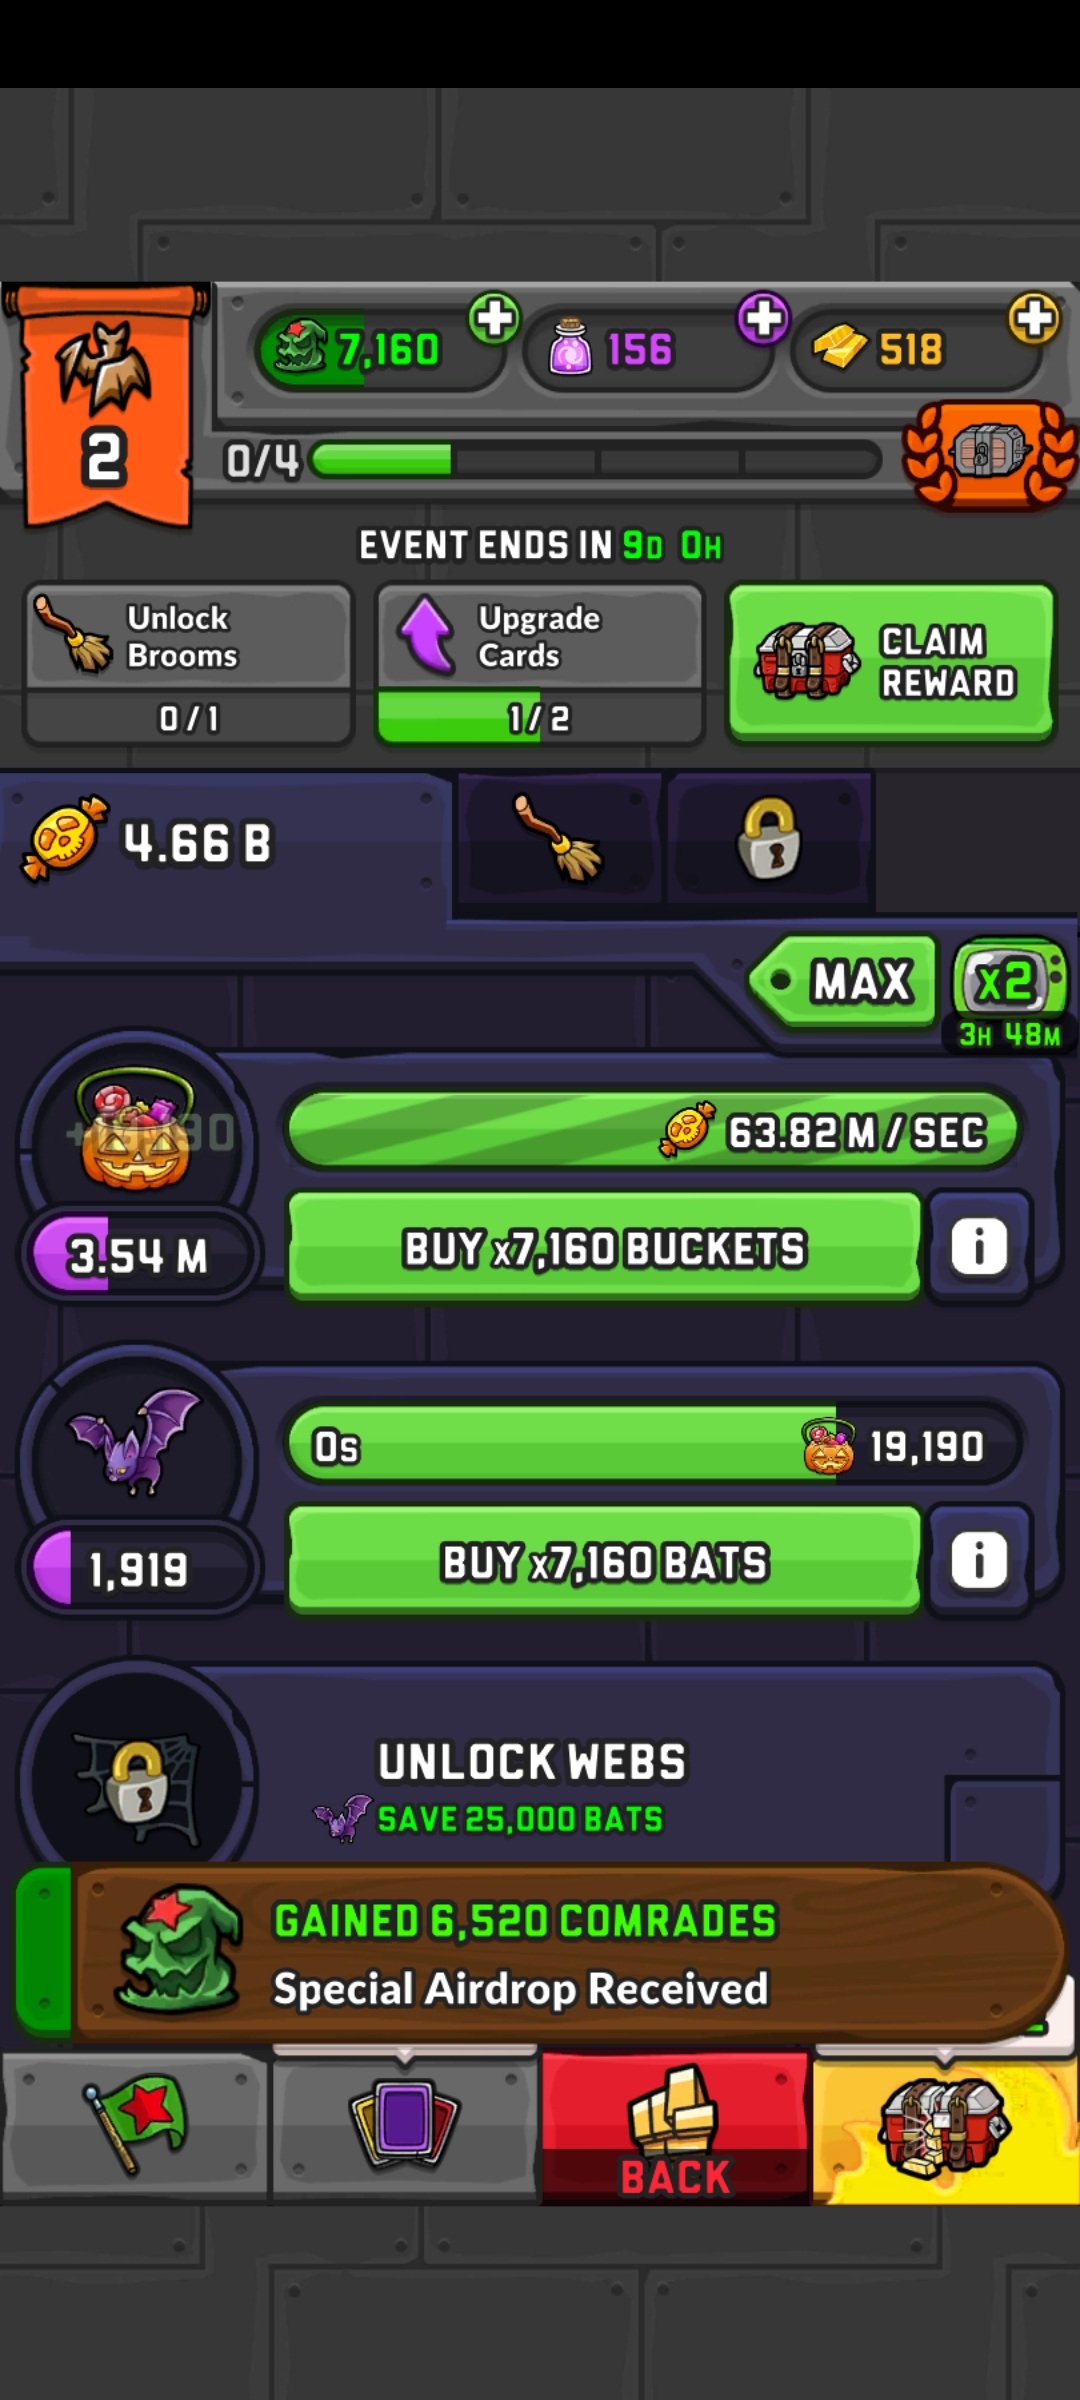 7,160
156
518
2
0/4
EVENT ENDS IN 9D 0H
Unlock
Brooms
0 / 1
Upgrade
Cards
1 / 2
CLAIM
REWARD
4.66 B
MAX
x2
3H 48M
63.82 M / SEC
3.54 M
BUY x7,160 BUCKETS
i
0s
19,190
1,919
BUY x7,160 BATS
i
UNLOCK WEBS
SAVE 25,000 BATS
GAINED 6,520 COMRADES
Special Airdrop Received
BACK